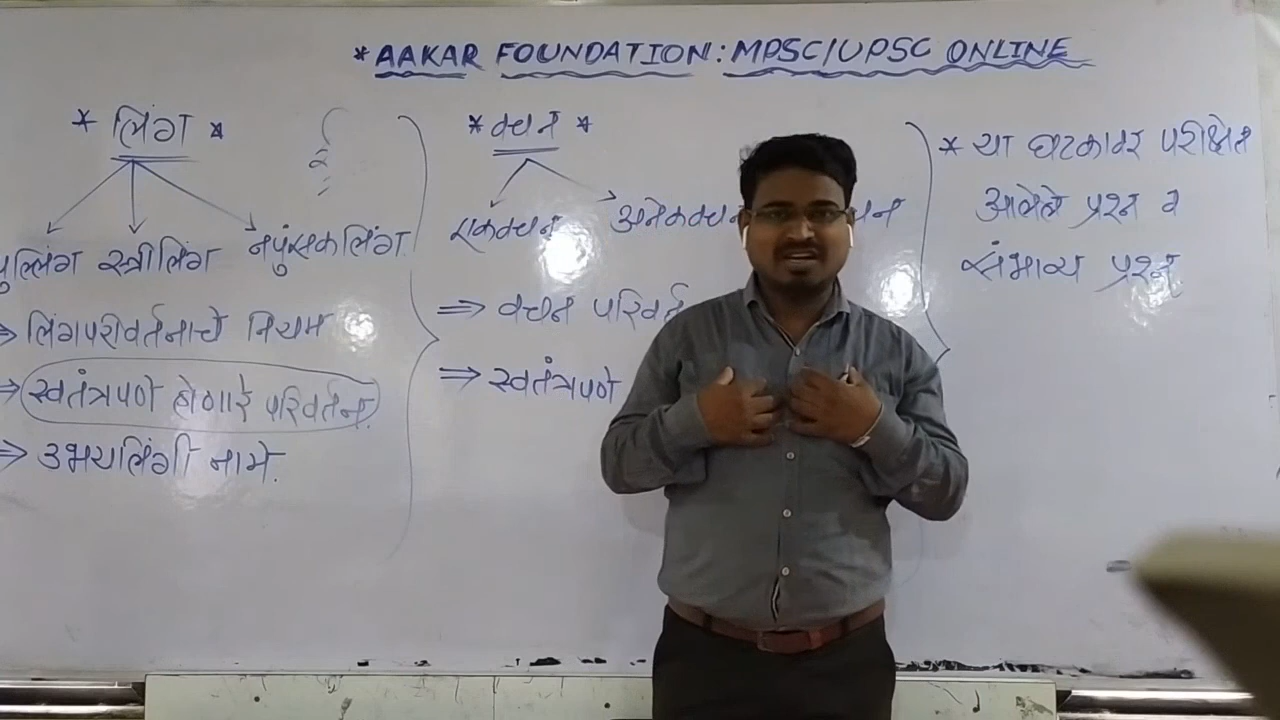 * AAKAR FOUNDATION: MPSC/UPSC ONLINE
* लिंग *
पुल्लिंग स्त्रीलिंग नपुंसकलिंग
⇒ लिंगपरीवर्तनाचे नियम
⇒ स्वतंत्रपणे होणारे परिवर्तन
⇒ उभयलिंगी नामे.
* वचन *
एकवचन अनेकवचन
⇒ वचन परिवर्त
⇒ स्वतंत्रपणे
* या घटकावर परीक्षेत
आलेले प्रश्न व
संभाव्य प्रश्न